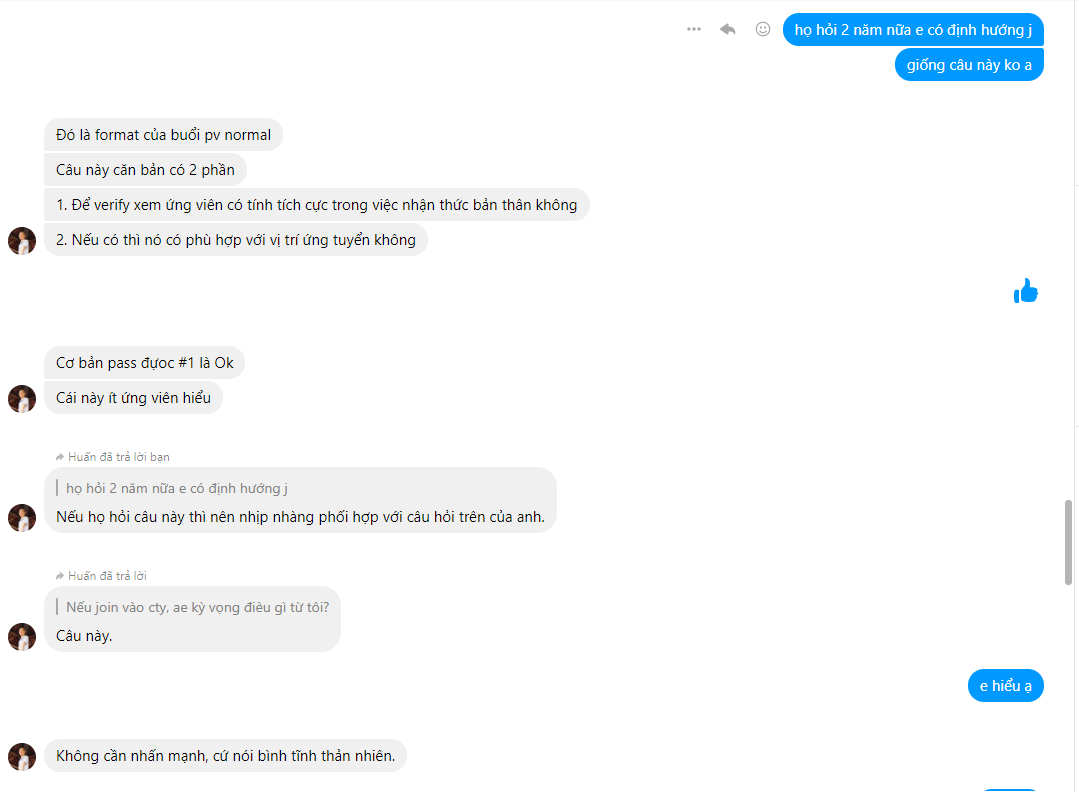 họ hỏi 2 năm nữa e có định hướng j
giống câu này ko a
Đó là format của buổi pv normal
Câu này căn bản có 2 phần
1. Để verify xem ứng viên có tính tích cực trong việc nhận thức bản thân không
2. Nếu có thì nó có phù hợp với vị trí ứng tuyển không
Cơ bản pass đựoc #1 là Ok
Cái này ít ứng viên hiểu
Huấn đã trả lời bạn
họ hỏi 2 năm nữa e có định hướng j
Nếu họ hỏi câu này thì nên nhịp nhàng phối hợp với câu hỏi trên của anh.
Huấn đã trả lời
Nếu join vào cty, ae kỳ vọng điều gì từ tôi?
Câu này.
e hiểu ạ
Không cần nhấn mạnh, cứ nói bình tĩnh thản nhiên.